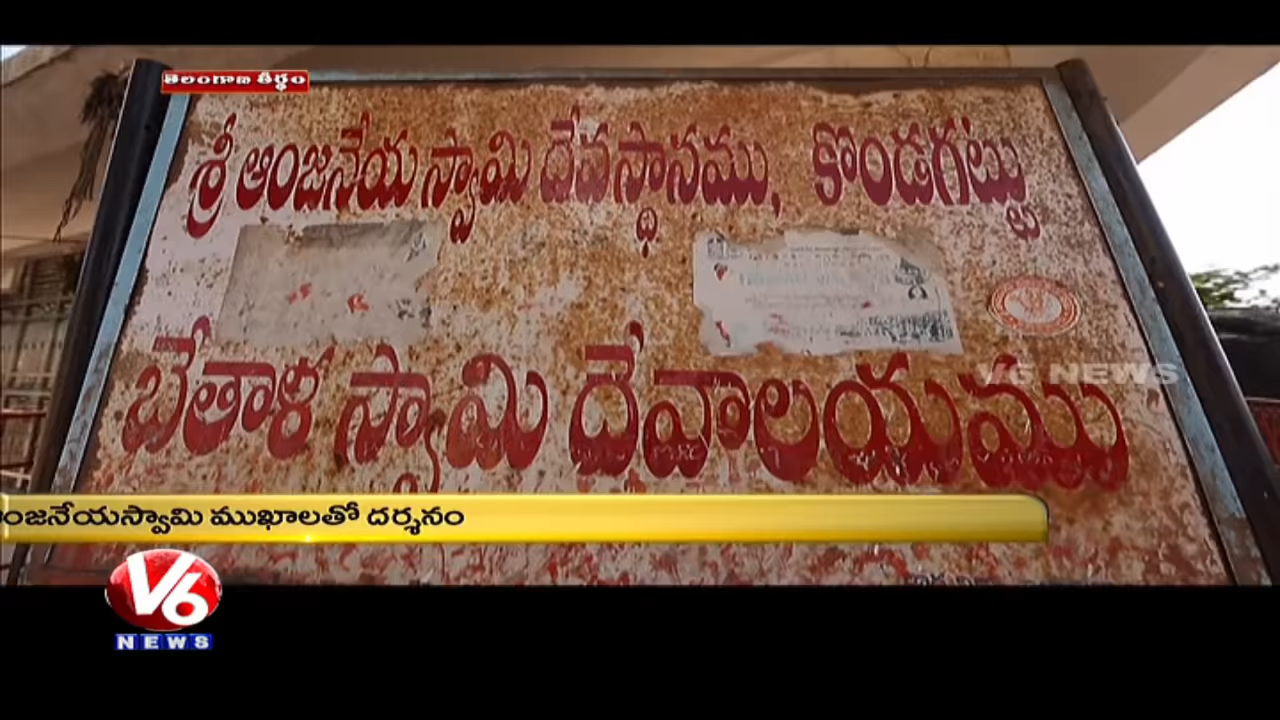 తెలంగాణ తీర్థం
శ్రీ ఆంజనేయ స్వామి దేవస్థానము, కొండగట్టు
బేతాళ స్వామి దేవాలయము
V6 NEWS
ంజనేయస్వామి ముఖాలతో దర్శనం
V6
NEWS